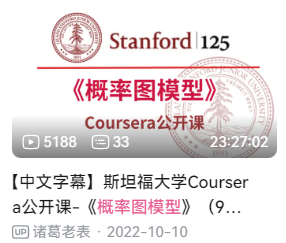 Stanford | 125
《概率图模型》
Coursera公开课
5188 33 23:27:02
【中文字幕】斯坦福大学Courser
a公开课-《概率图模型》（9...
UP 诸葛老表 · 2022-10-10